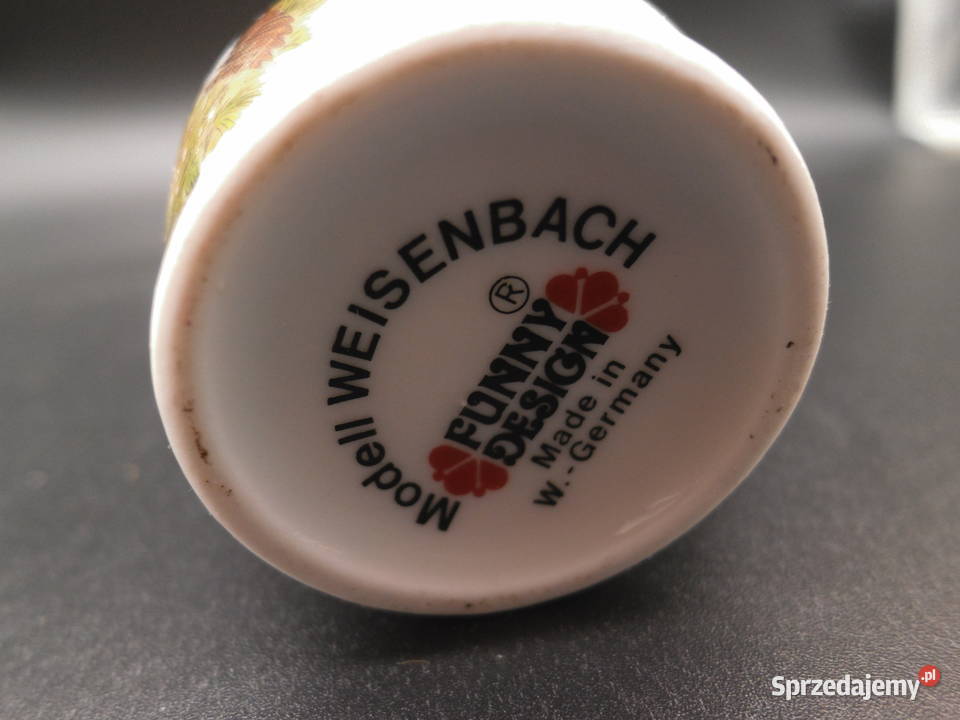 Modell WEISENBACH
®
FUNNY
DESIGN
Made in
W.-Germany
Sprzedajemy.pl